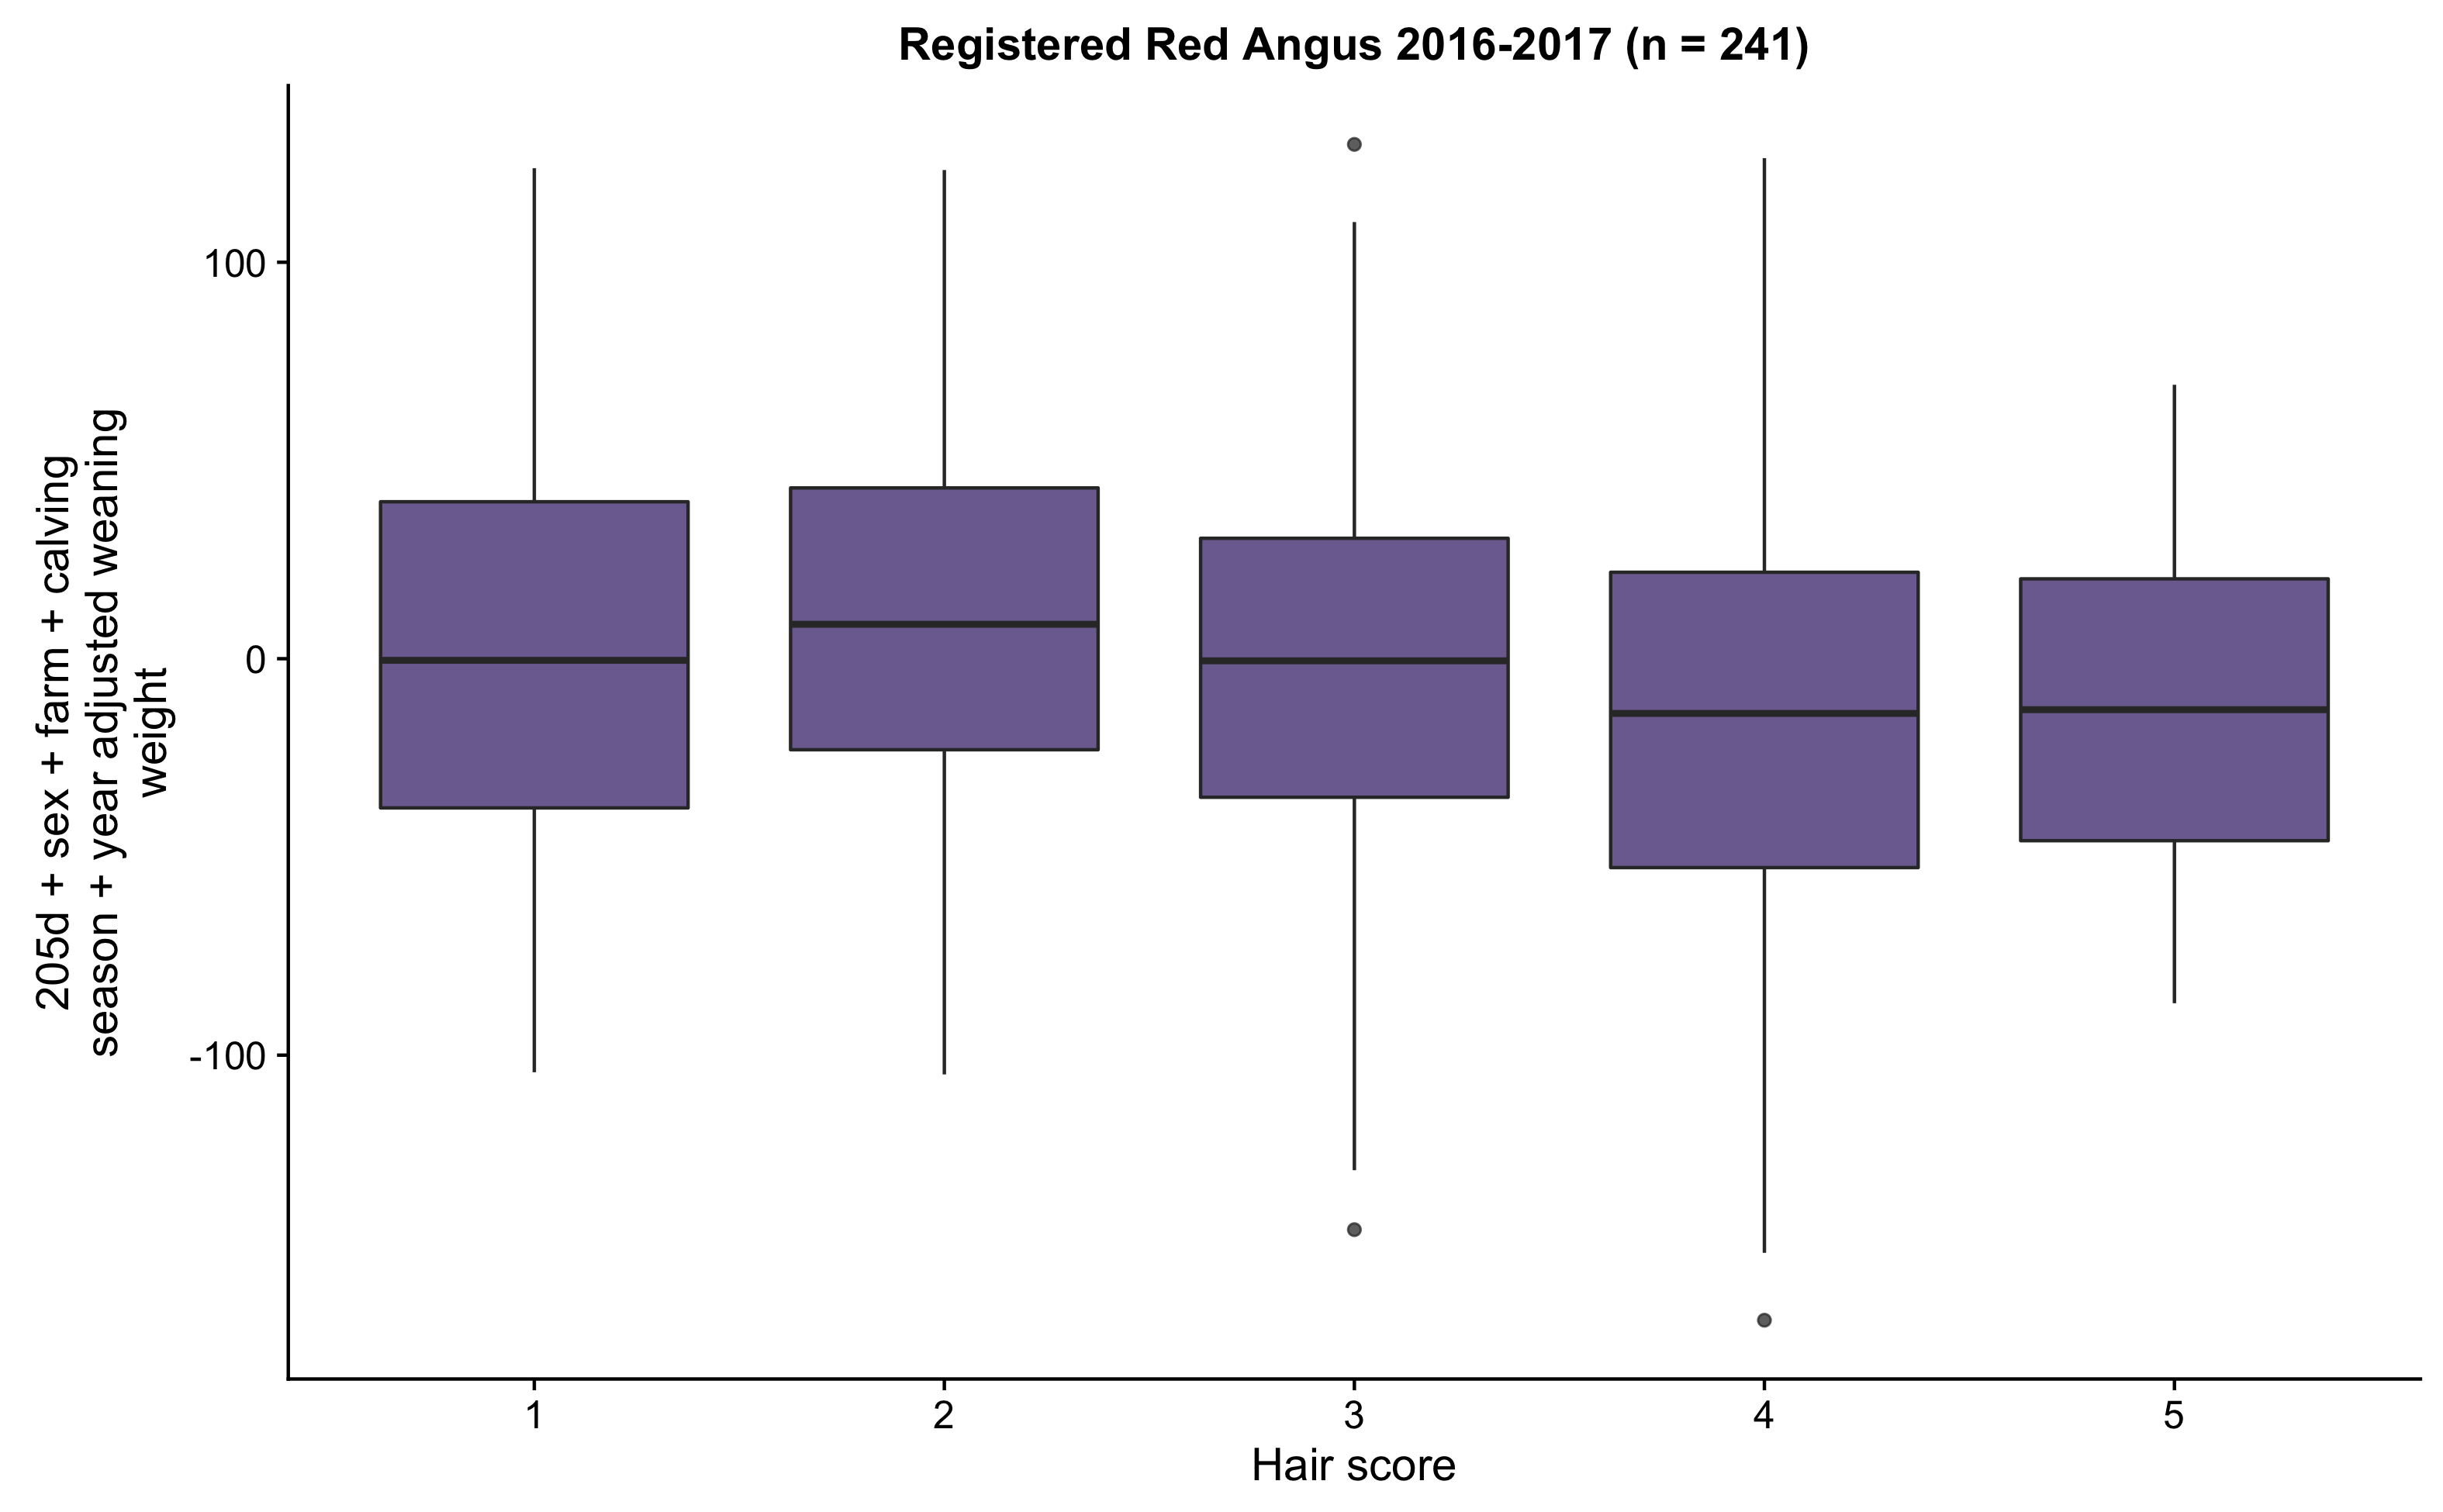 Registered Red Angus 2016-2017 (n = 241)
205d + sex + farm + calving
season + year adjusted weaning
weight
100
0
-100
1
2
3
4
5
Hair score